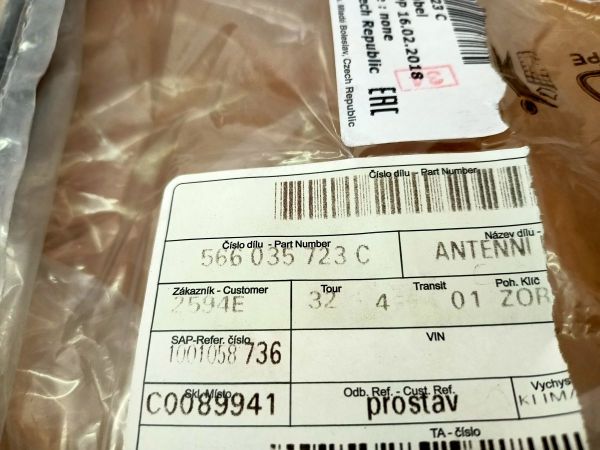 23 C
bel
: none
P 16.02.2018
zech Republic
Mladá Boleslav, Czech Republic
EAC
Číslo dílu - Part Number
Číslo dílu - Part Number
566 035 723 C
Název dílu -
ANTENNI
Zákazník - Customer
2594E
Tour
32 4
Transit
01
Poh. Klíč
ZOR
SAP-Refer. číslo
1001058 736
VIN
Skl. Místo
C0089941
Odb. Ref. - Cust. Ref.
prostav
Vychys
KLIMA
TA - číslo